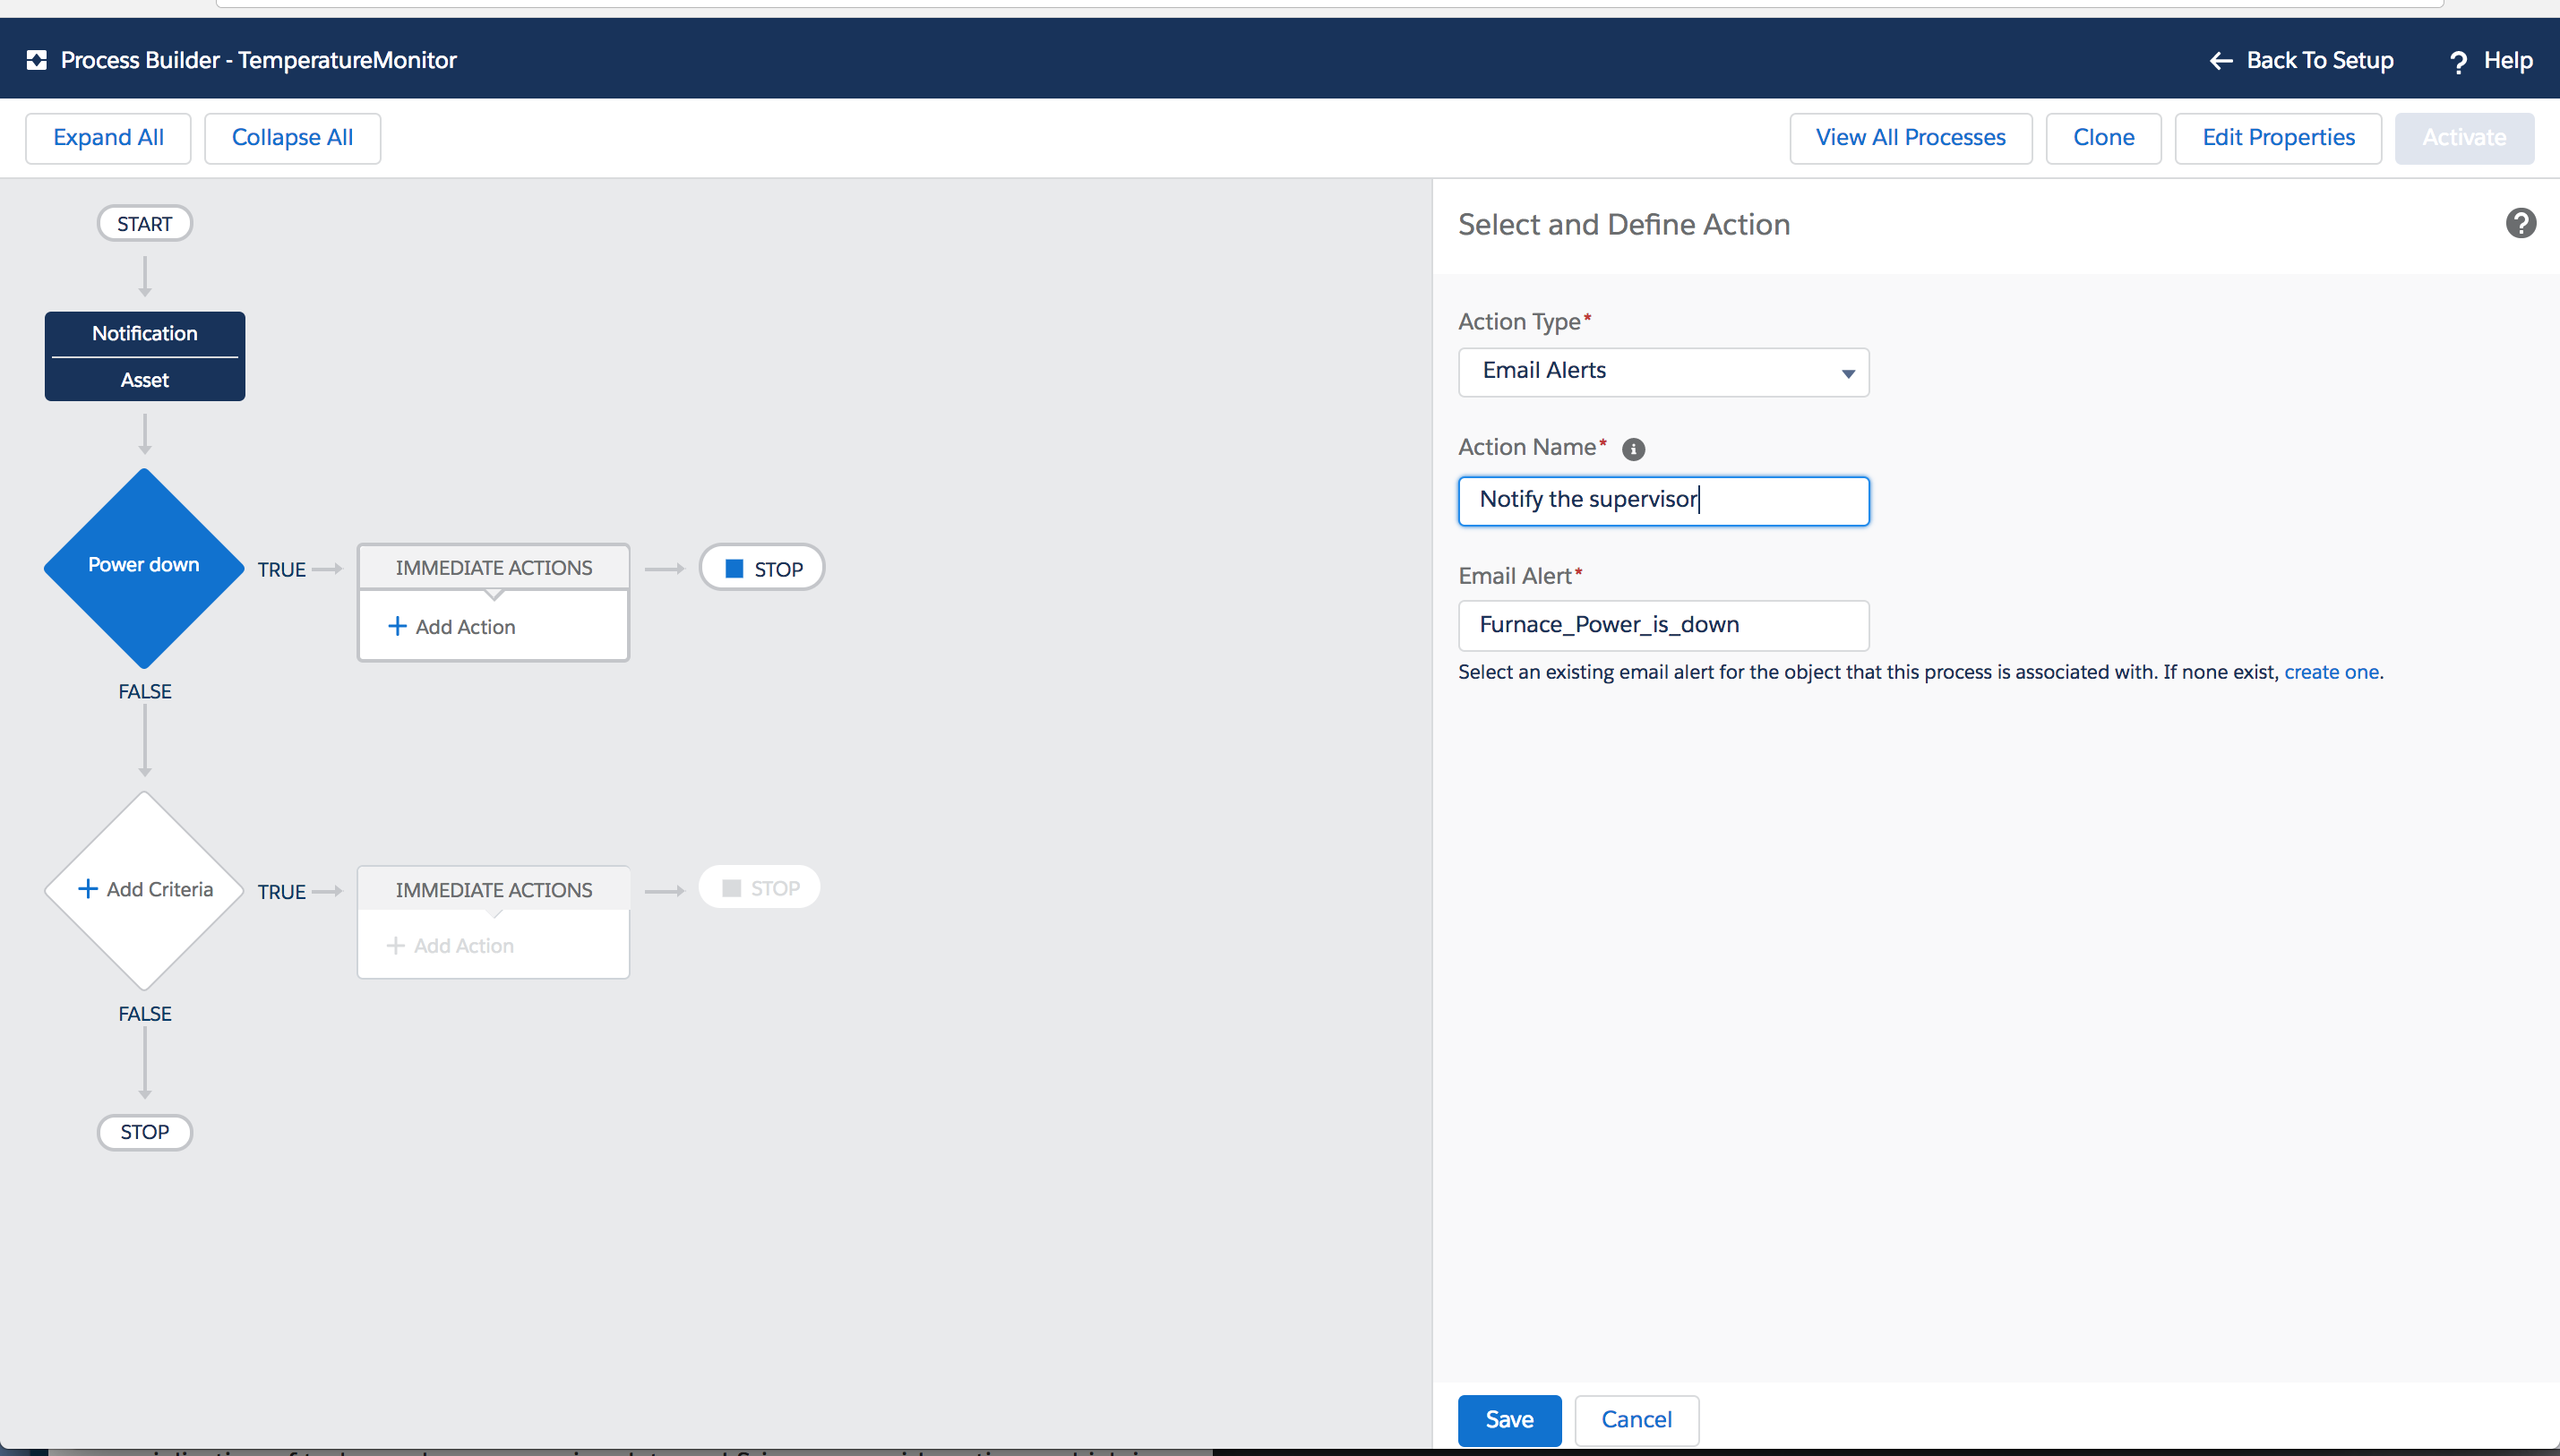 Process Builder - TemperatureMonitor
Back To Setup
? Help
Expand All
Collapse All
View All Processes
Clone
Edit Properties
Activate
START
Notification
Asset
Power down
TRUE
IMMEDIATE ACTIONS
+ Add Action
STOP
FALSE
+ Add Criteria
TRUE
IMMEDIATE ACTIONS
+ Add Action
STOP
FALSE
STOP
Select and Define Action
?
Action Type*
Email Alerts
Action Name* i
Notify the supervisor
Email Alert*
Furnace_Power_is_down
Select an existing email alert for the object that this process is associated with. If none exist, create one.
Save
Cancel